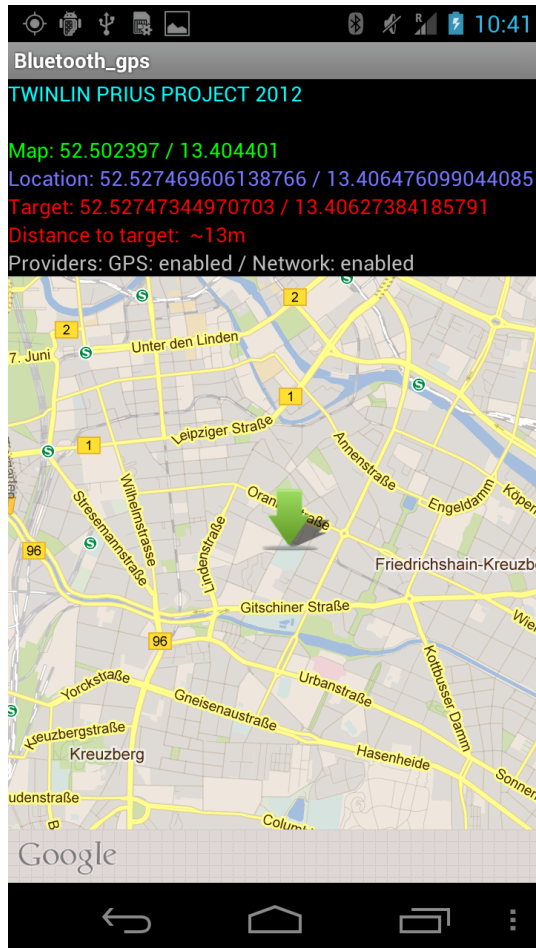 R
10:41
Bluetooth_gps
TWINLIN PRIUS PROJECT 2012
Map: 52.502397 / 13.404401
Location: 52.527469606138766 / 13.406476099044085
Target: 52.52747344970703 / 13.40627384185791
Distance to target: ~13m
Providers: GPS: enabled / Network: enabled
S
2
2
7. Juni
S
Unter den Linden
S
1
Leipziger Straße
1
S
Annenstraße
Wilhelmstrasse
Stresemannstraße
Engeldamm
96
S
Lindenstraße
Friedrichshain-Kreuzb
Gitschiner Straße
96
Yorckstraße
Urbanstraße
Kottbusser Damm
S
Gneisenaustraße
Kreuzbergstraße
Kreuzberg
Hasenheide
Sonnen
udenstraße
Google